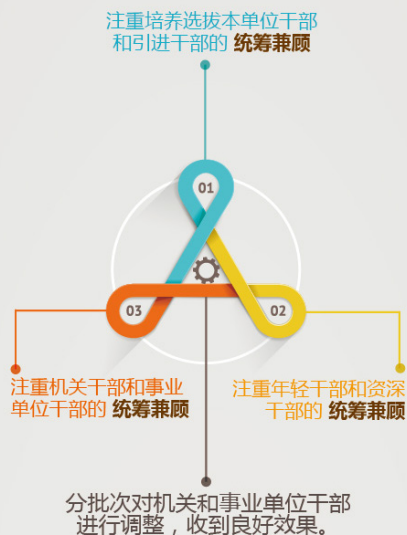 注重培养选拔本单位干部
和引进干部的 统筹兼顾
01
03
02
注重机关干部和事业
单位干部的 统筹兼顾
注重年轻干部和资深
干部的 统筹兼顾
分批次对机关和事业单位干部
进行调整，收到良好效果。